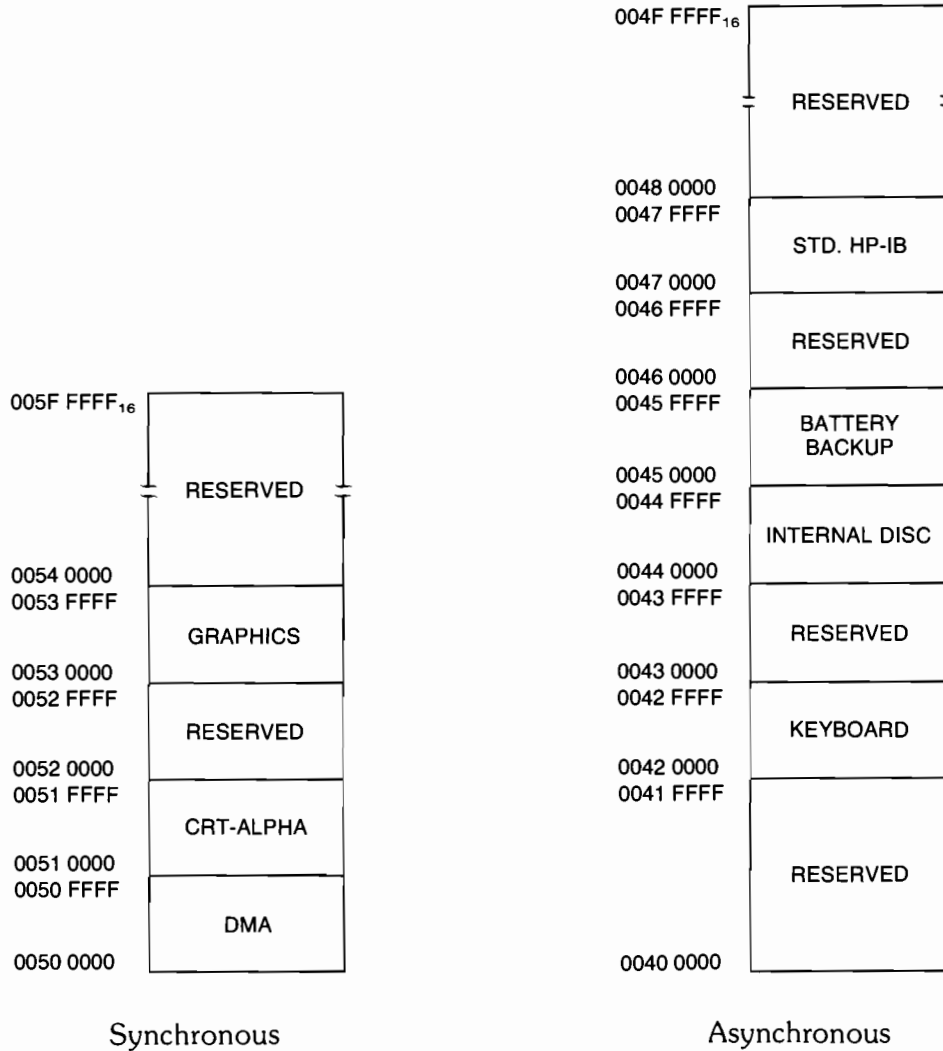 005F FFFF₁₆
RESERVED
0054 0000
0053 FFFF
GRAPHICS
0053 0000
0052 FFFF
RESERVED
0052 0000
0051 FFFF
CRT-ALPHA
0051 0000
0050 FFFF
DMA
0050 0000
Synchronous
004F FFFF₁₆
RESERVED
0048 0000
0047 FFFF
STD. HP-IB
0047 0000
0046 FFFF
RESERVED
0046 0000
0045 FFFF
BATTERY
BACKUP
0045 0000
0044 FFFF
INTERNAL DISC
0044 0000
0043 FFFF
RESERVED
0043 0000
0042 FFFF
KEYBOARD
0042 0000
0041 FFFF
RESERVED
0040 0000
Asynchronous